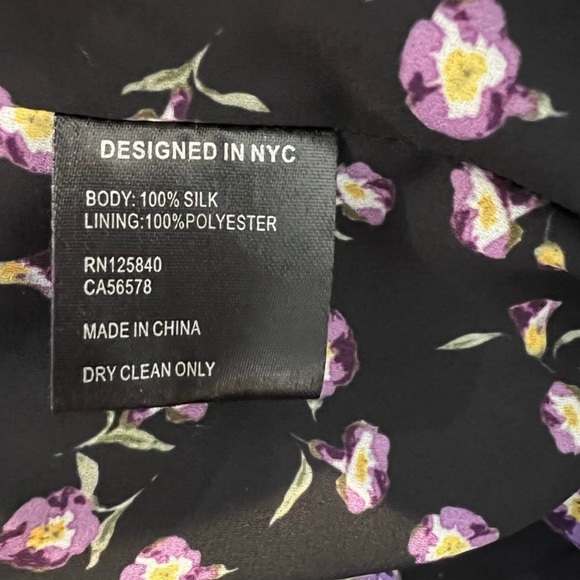 DESIGNED IN NYC
BODY: 100% SILK
LINING:100%POLYESTER
RN125840
CA56578
MADE IN CHINA
DRY CLEAN ONLY